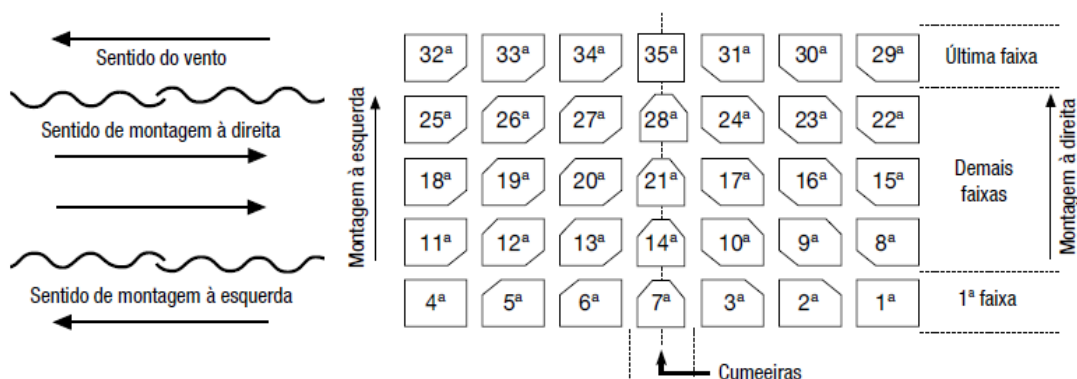 Sentido do vento
Sentido de montagem à direita
Sentido de montagem à esquerda
Montagem à esquerda
32ª 33ª 34ª 35ª 31ª 30ª 29ª
25ª 26ª 27ª 28ª 24ª 23ª 22ª
18ª 19ª 20ª 21ª 17ª 16ª 15ª
11ª 12ª 13ª 14ª 10ª 9ª 8ª
4ª 5ª 6ª 7ª 3ª 2ª 1ª
Última faixa
Demais
faixas
1ª faixa
Montagem à direita
Cumeeiras